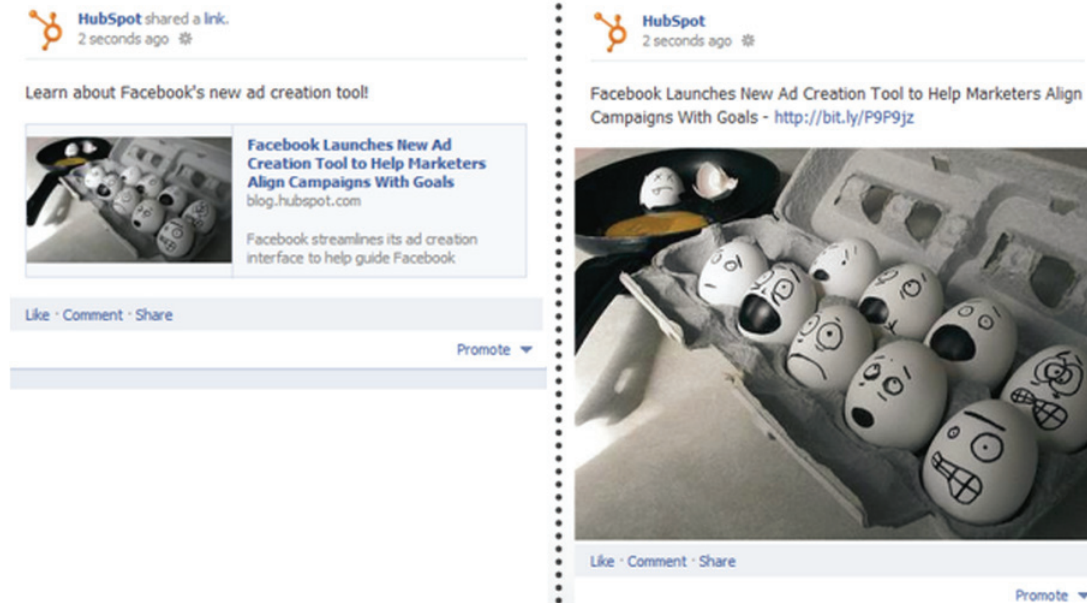 HubSpot shared a link.
2 seconds ago
Learn about Facebook's new ad creation tool!
Facebook Launches New Ad
Creation Tool to Help Marketers
Align Campaigns With Goals
blog.hubspot.com
Facebook streamlines its ad creation
interface to help guide Facebook
Like · Comment · Share
Promote
HubSpot
2 seconds ago
Facebook Launches New Ad Creation Tool to Help Marketers Align
Campaigns With Goals - http://bit.ly/P9P9jz
Like · Comment · Share
Promote